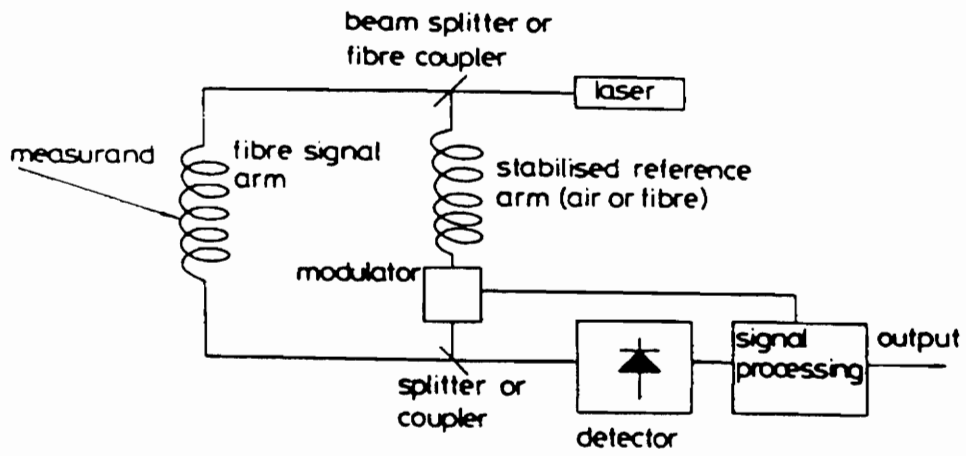 beam splitter or
fibre coupler
laser
measurand
fibre signal
arm
stabilised reference
arm (air or fibre)
modulator
signal
processing
output
splitter or
coupler
detector